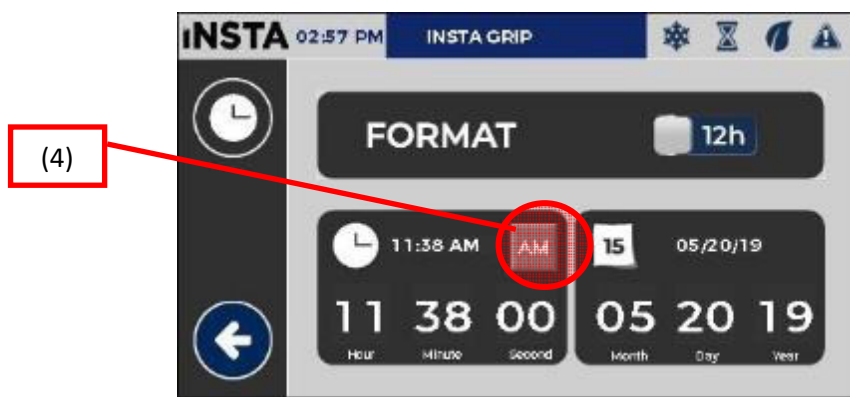 INSTA 02:57 PM INSTA GRIP
FORMAT 12h
(4)
11:38 AM AM 15 05/20/19
11 38 00 05 20 19
Hour Minute Second Month Day Year